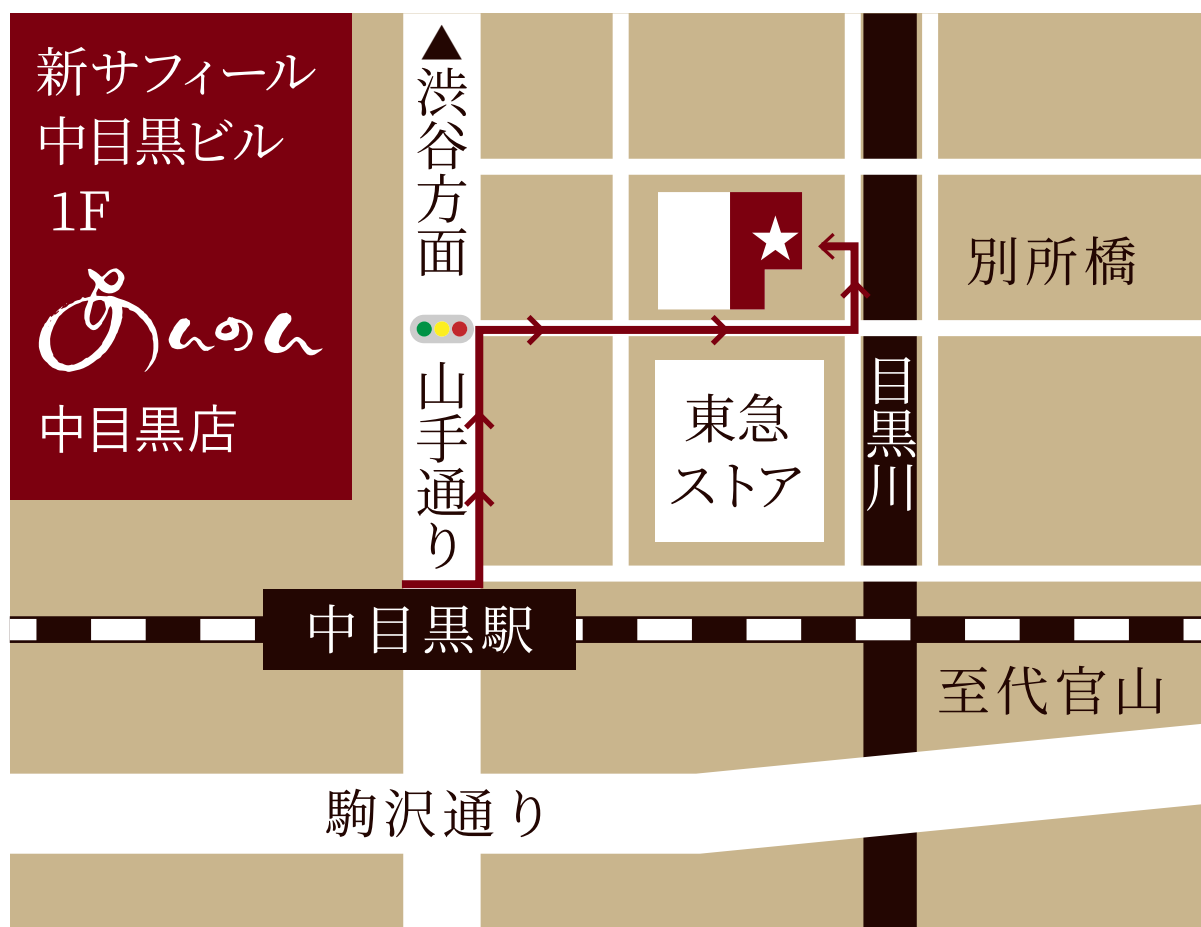 新サフィール
中目黒ビル
1F
あんのん
中目黒店
▲渋谷方面
山手通り
別所橋
東急
ストア
目黒川
中目黒駅
至代官山
駒沢通り